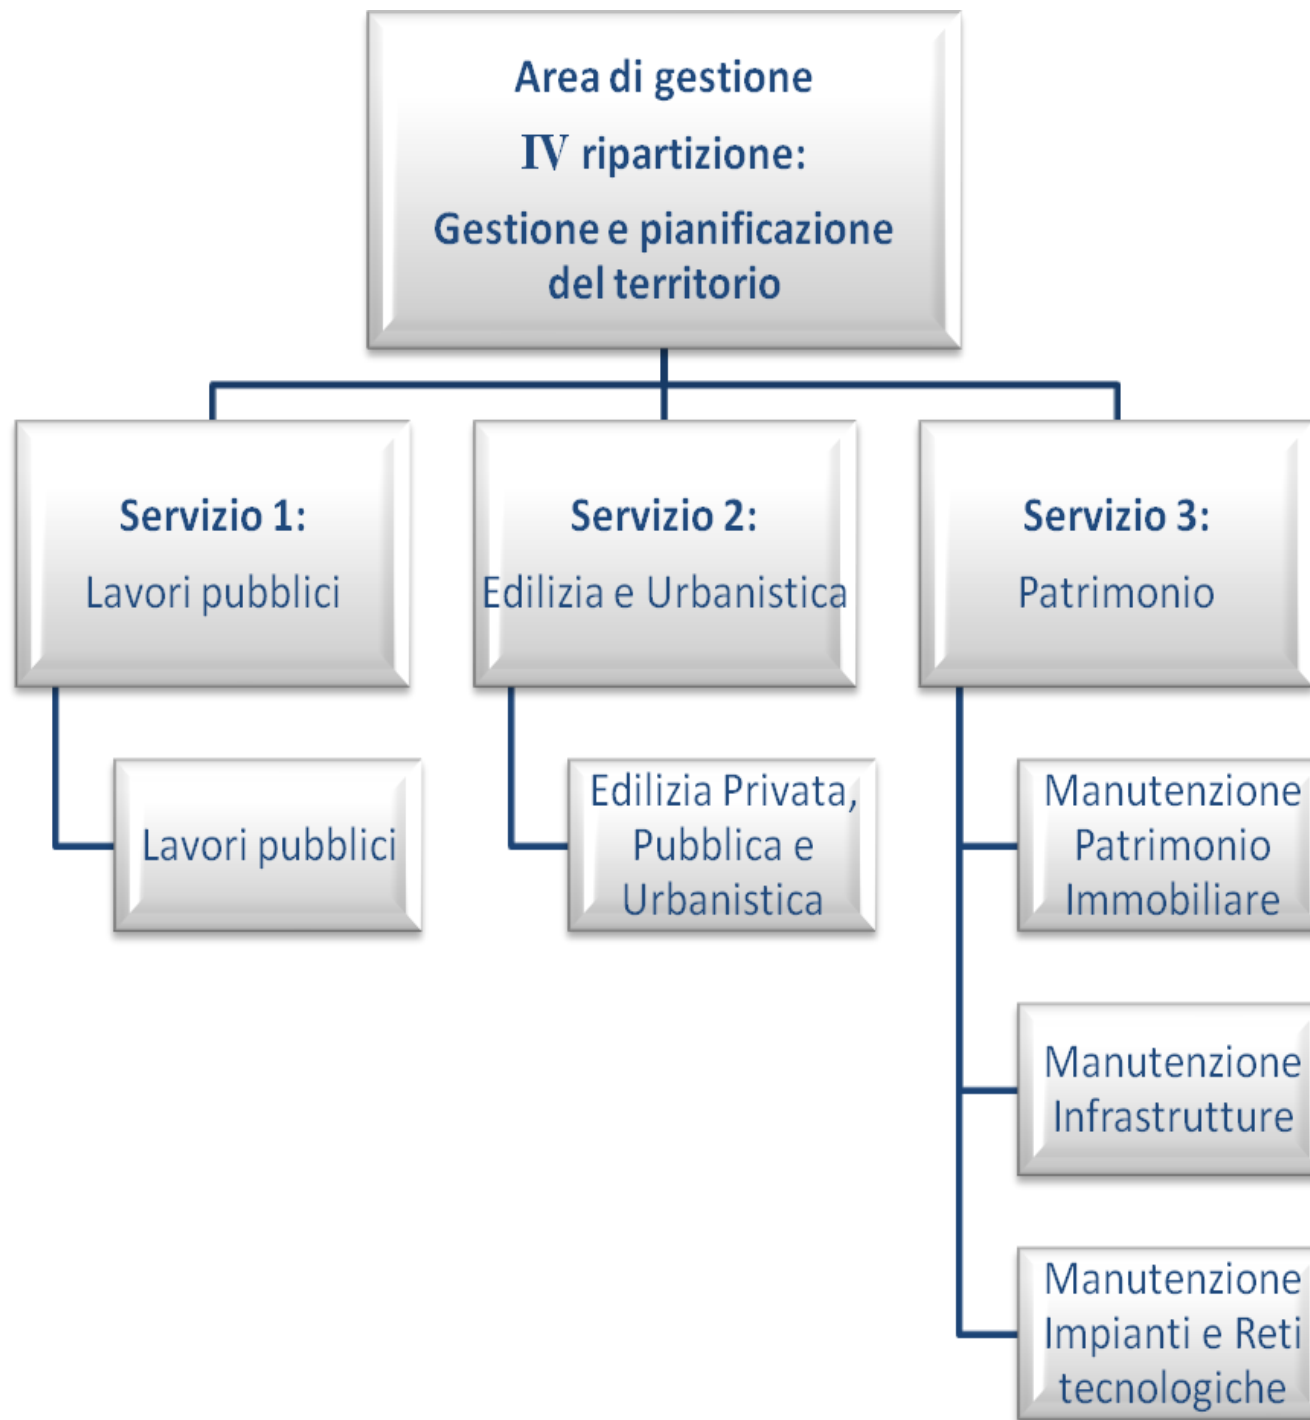 Area di gestione
IV ripartizione:
Gestione e pianificazione
del territorio
Servizio 1:
Lavori pubblici
Servizio 2:
Edilizia e Urbanistica
Servizio 3:
Patrimonio
Lavori pubblici
Edilizia Privata,
Pubblica e
Urbanistica
Manutenzione
Patrimonio
Immobiliare
Manutenzione
Infrastrutture
Manutenzione
Impianti e Reti
tecnologiche